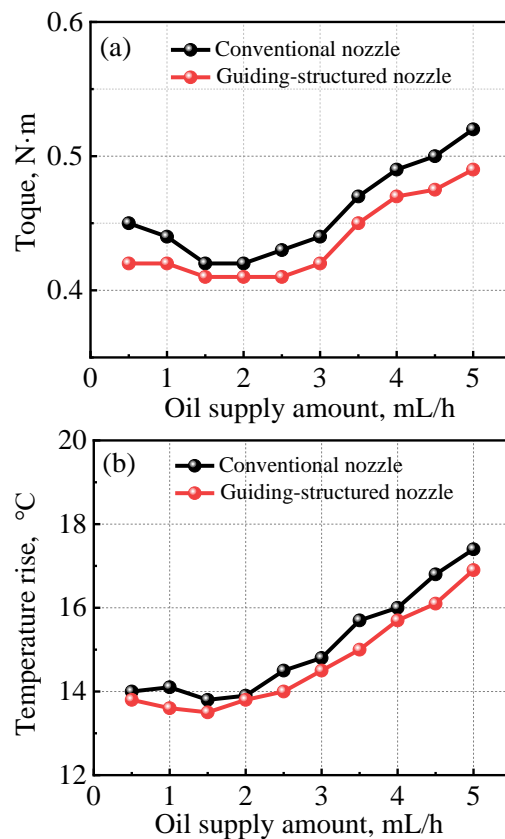 0.6
(a)
Conventional nozzle
Guiding-structured nozzle
0.5
0.4
Toque, N·m
0 1 2 3 4 5
Oil supply amount, mL/h
20
(b)
Conventional nozzle
Guiding-structured nozzle
18
16
14
12
Temperature rise, °C
0 1 2 3 4 5
Oil supply amount, mL/h